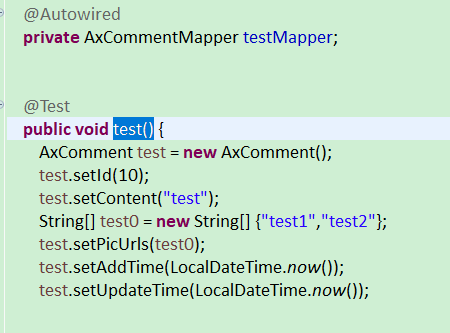 @Autowired
private AxCommentMapper testMapper;
@Test
public void test() {
AxComment test = new AxComment();
test.setId(10);
test.setContent("test");
String[] test0 = new String[] {"test1","test2"};
test.setPicUrls(test0);
test.setAddTime(LocalDateTime.now());
test.setUpdateTime(LocalDateTime.now());